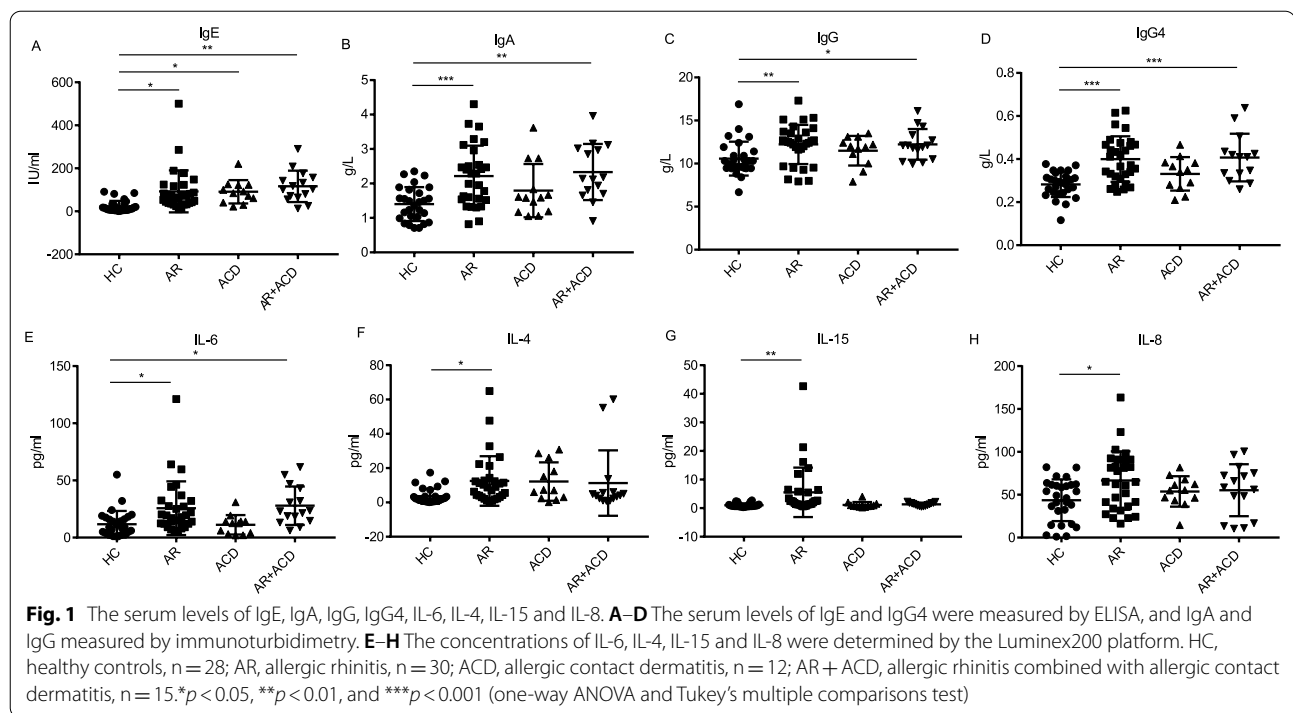 A
IgE
**
*
*
IU/ml
600
400
200
0
-200
HC
AR
ACD
AR+ACD
B
IgA
**
***
g/L
5
4
3
2
1
0
HC
AR
ACD
AR+ACD
C
IgG
*
**
g/L
20
15
10
5
0
HC
AR
ACD
AR+ACD
D
IgG4
***
***
g/L
0.8
0.6
0.4
0.2
0.0
HC
AR
ACD
AR+ACD
E
IL-6
*
*
pg/ml
150
100
50
0
HC
AR
ACD
AR+ACD
F
IL-4
*
pg/ml
80
60
40
20
0
-20
HC
AR
ACD
AR+ACD
G
IL-15
**
pg/ml
50
40
30
20
10
0
-10
HC
AR
ACD
AR+ACD
H
IL-8
*
pg/ml
200
150
100
50
0
HC
AR
ACD
AR+ACD
Fig. 1 The serum levels of IgE, IgA, IgG, IgG4, IL-6, IL-4, IL-15 and IL-8. A–D The serum levels of IgE and IgG4 were measured by ELISA, and IgA and
IgG measured by immunoturbidimetry. E–H The concentrations of IL-6, IL-4, IL-15 and IL-8 were determined by the Luminex200 platform. HC,
healthy controls, n=28; AR, allergic rhinitis, n=30; ACD, allergic contact dermatitis, n=12; AR+ACD, allergic rhinitis combined with allergic contact
dermatitis, n=15.*p<0.05, **p<0.01, and ***p<0.001 (one-way ANOVA and Tukey's multiple comparisons test)